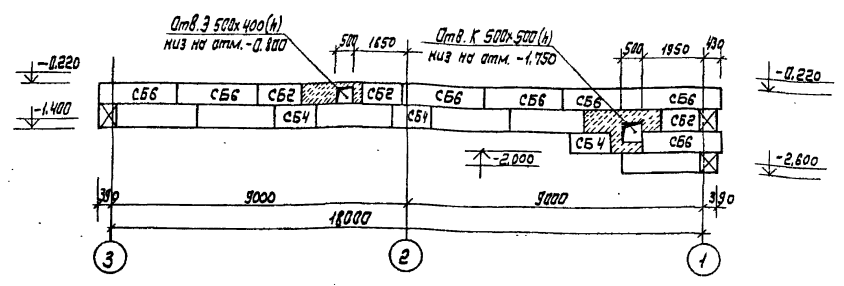 Отв. Э 500х400(h)
низ на отм. -0.800
Отв. К 500х500(h)
низ на отм. -1.750
500 1650
500 1950 430
-0.220
-0.220
СБ6 СБ6 СБ2 СБ2 СБ6 СБ6 СБ6 СБ6
-1.400
СБ4 СБ4 СБ2
СБ4 СБ6
-2,000
-2,600
390 9000 9000 390
18000
3 2 1